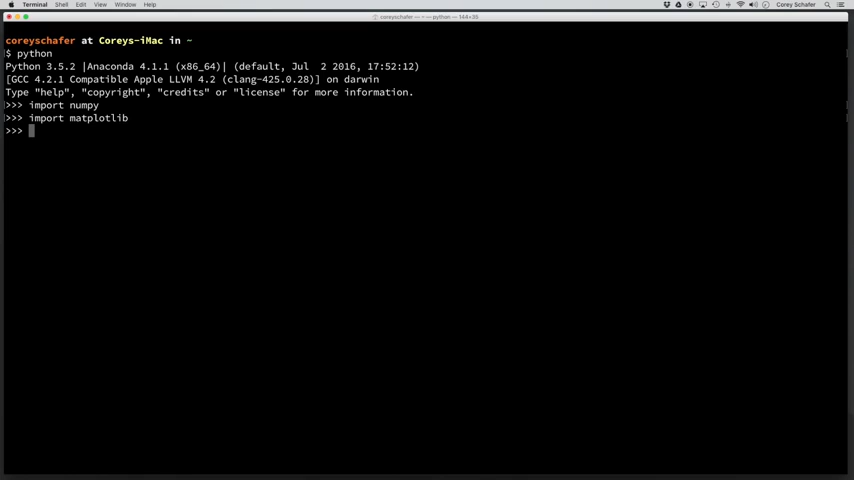 Terminal Shell Edit View Window Help Corey Schafer
coreyschafer — ~ — python — 144×38
coreyschafer at Coreys-iMac in ~
$ python
Python 3.5.2 |Anaconda 4.1.1 (x86_64)| (default, Jul  2 2016, 17:52:12)
[GCC 4.2.1 Compatible Apple LLVM 4.2 (clang-425.0.28)] on darwin
Type "help", "copyright", "credits" or "license" for more information.
>>> import numpy
>>> import matplotlib
>>>